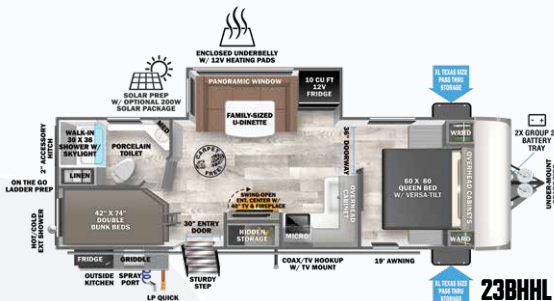 ENCLOSED UNDERBELLY
W/ 12V HEATING PADS
SOLAR PREP
W/ OPTIONAL 200W
SOLAR PACKAGE
PANORAMIC WINDOW
10 CU FT
12V
FRIDGE
XL TEXAS SIZE
PASS THRU
STORAGE
FAMILY-SIZED
U-DINETTE
2" ACCESSORY
HITCH
WALK-IN
30 X 36
SHOWER W/
SKYLIGHT
PORCELAIN
TOILET
MED
LINEN
CARPET
FREE!
36" DOORWAY
WARD
2X GROUP 2
BATTERY
TRAY
ON THE GO
LADDER PREP
60 X 80
QUEEN BED
W/ VERSA-TILT
OVERHEAD CABINETS
UNDER-MOUNT
HOT/COLD
EXT SHOWER
42" X 74"
DOUBLE
BUNK BEDS
30" ENTRY
DOOR
SWING-OPEN
ENT. CENTER W/
40" TV & FIREPLACE
HIDDEN
STORAGE
MICRO
OVERHEAD
CABINET
WARD
FRIDGE
GRIDDLE
OUTSIDE
KITCHEN
SPRAY
PORT
LP QUICK
STURDY
STEP
COAX/TV HOOKUP
W/ TV MOUNT
19' AWNING
XL TEXAS SIZE
PASS THRU
STORAGE
23BHHL